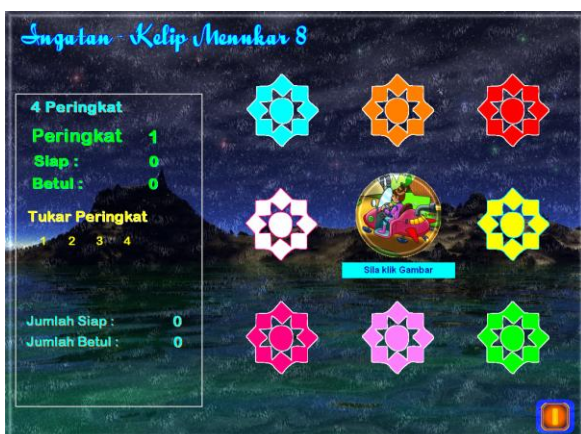 Ingatan - Kelip Menukar 8
4 Peringkat
Peringkat 1
Siap : 0
Betul : 0
Tukar Peringkat
1 2 3 4
Sila klik Gambar
Jumlah Siap : 0
Jumlah Betul : 0